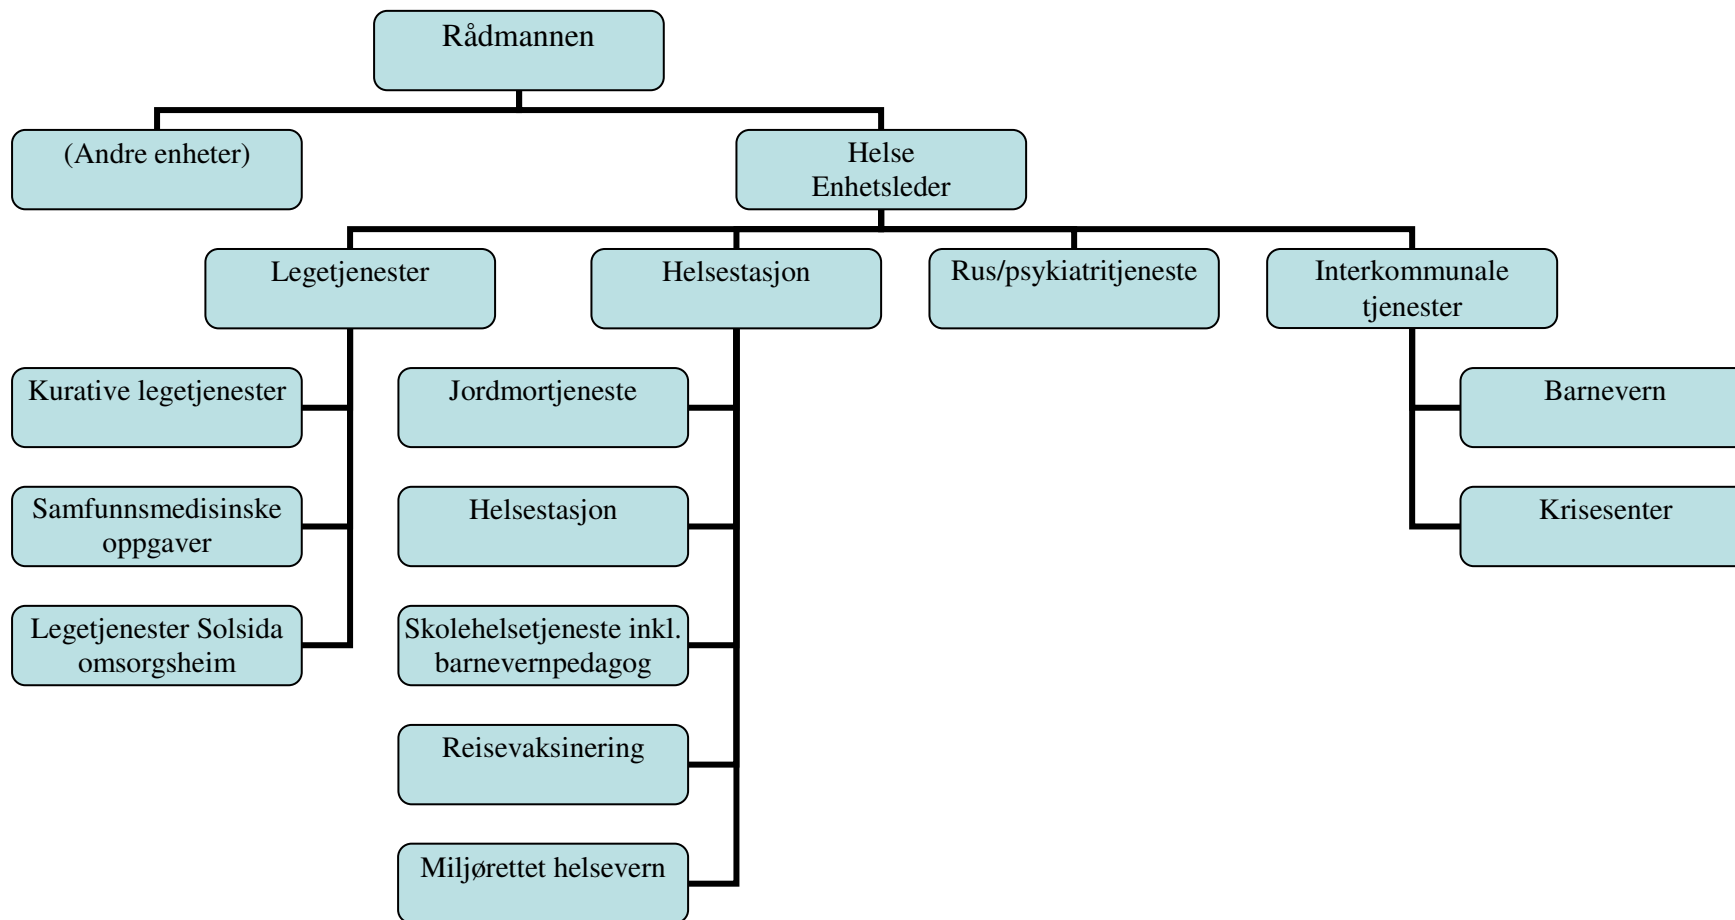 Rådmannen
(Andre enheter)
Helse
Enhetsleder
Legetjenester
Helsestasjon
Rus/psykiatritjeneste
Interkommunale
tjenester
Kurative legetjenester
Jordmortjeneste
Barnevern
Samfunnsmedisinske
oppgaver
Helsestasjon
Krisesenter
Legetjenester Solsida
omsorgsheim
Skolehelsetjeneste inkl.
barnevernpedagog
Reisevaksinering
Miljørettet helsevern